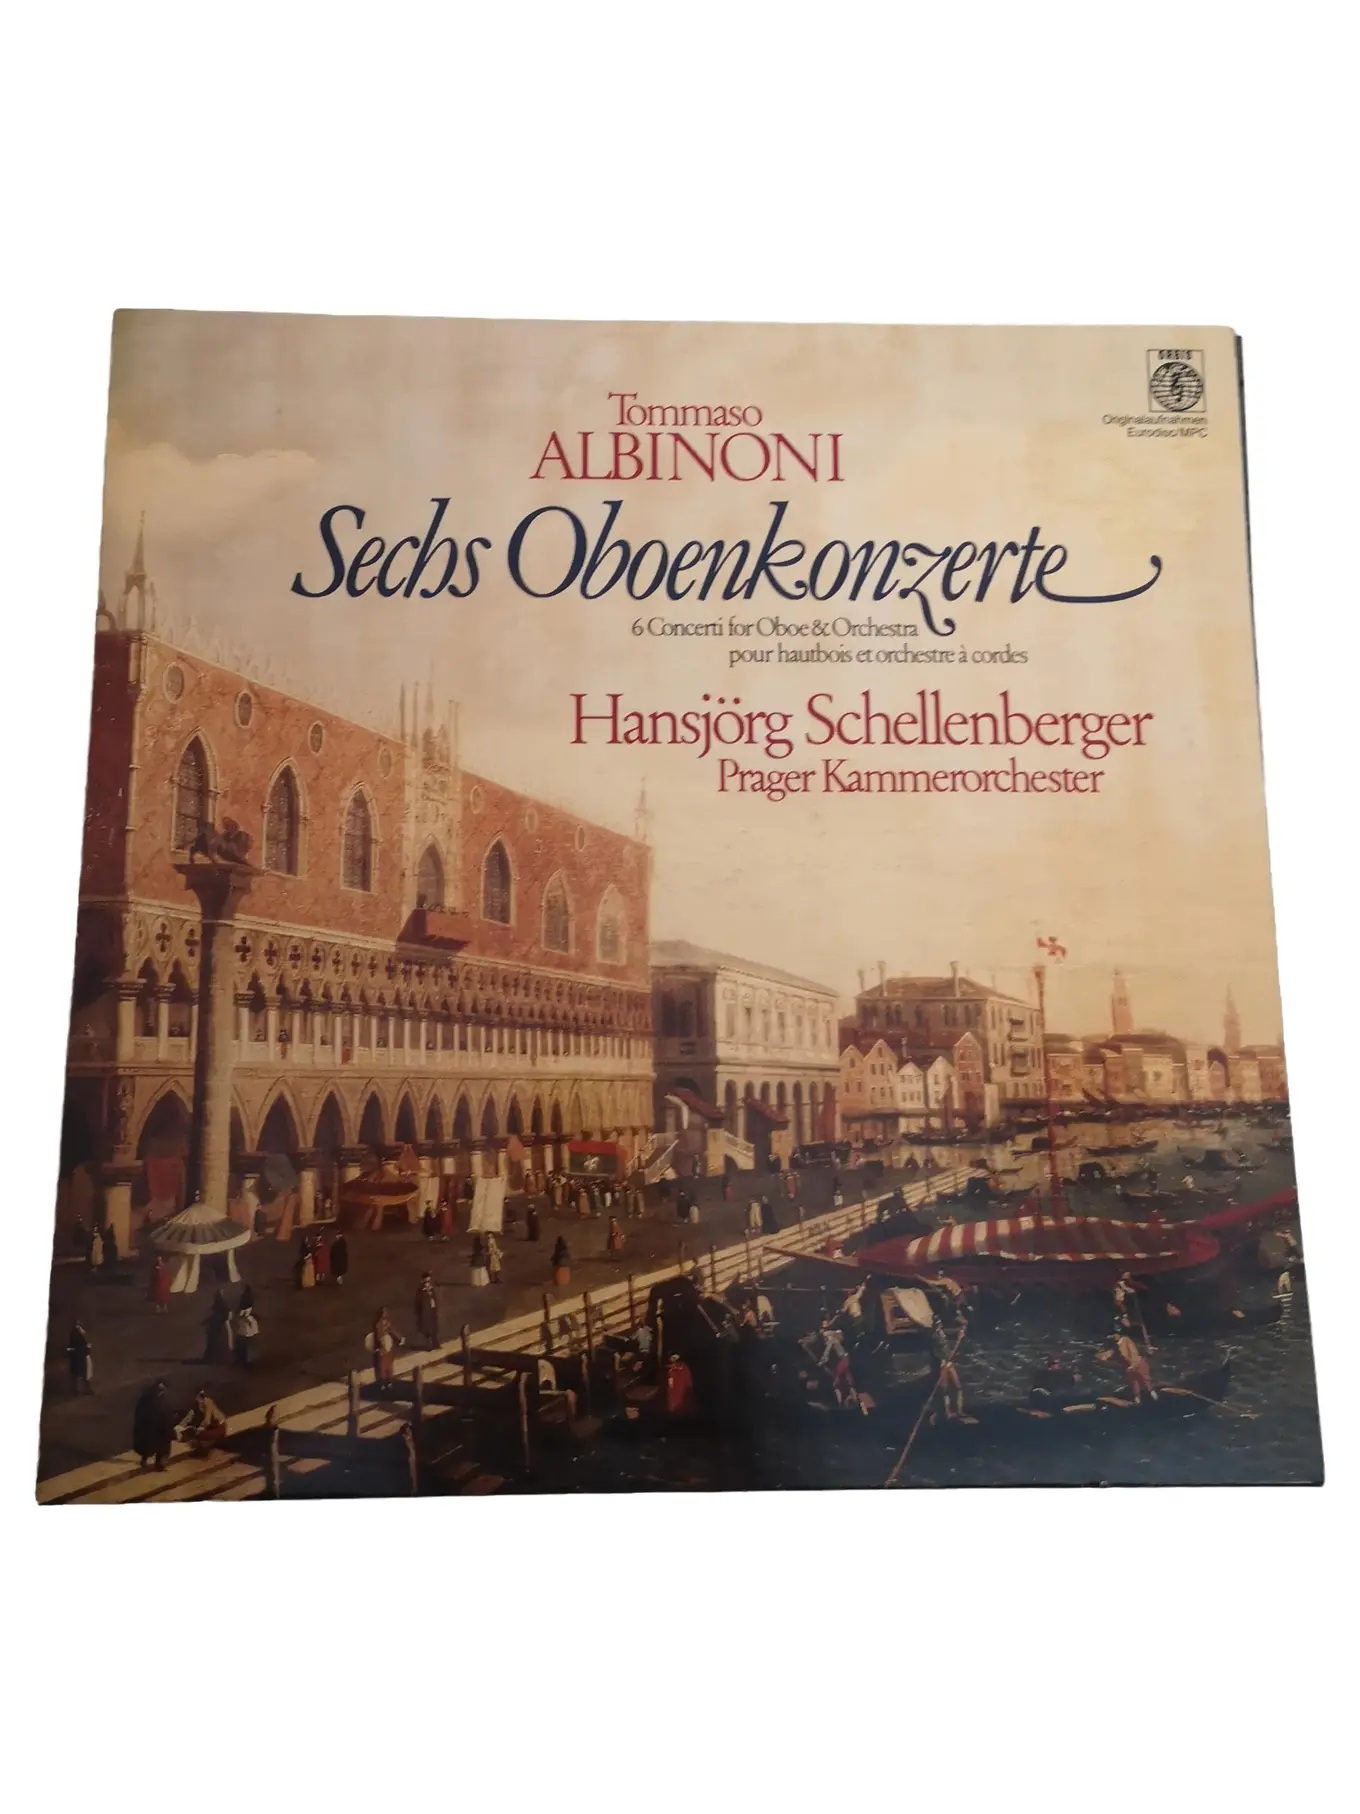 ORBIS
Originalaufnahmen
Eurodisc/MPC
Tommaso
ALBINONI
Sechs Oboenkonzerte
6 Concerti for Oboe & Orchestra
pour hautbois et orchestre à cordes
Hansjörg Schellenberger
Prager Kammerorchester